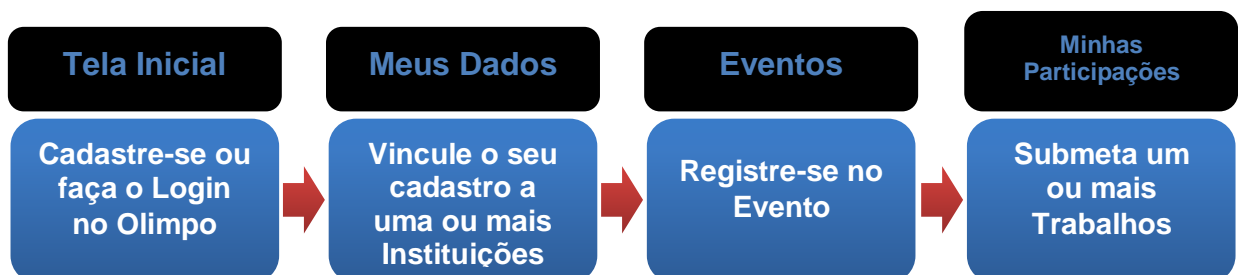 Tela Inicial
Cadastre-se ou
faça o Login
no Olimpo
Meus Dados
Vincule o seu
cadastro a
uma ou mais
Instituições
Eventos
Registre-se no
Evento
Minhas
Participações
Submeta um
ou mais
Trabalhos